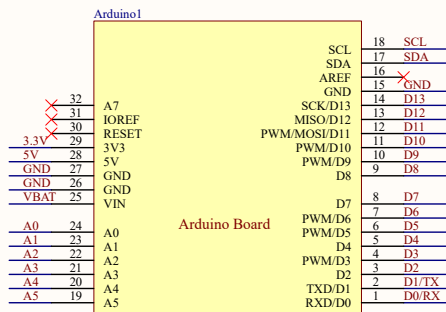 Arduino1
SCL 18 SCL
SDA 17 SDA
AREF 16
GND 15 GND
32 A7 SCK/D13 14 D13
31 IOREF MISO/D12 13 D12
30 RESET PWM/MOSI/D11 12 D11
3.3V 29 3V3 PWM/D10 11 D10
5V 28 5V PWM/D9 10 D9
GND 27 GND D8 9 D8
GND 26 GND
VBAT 25 VIN D7 8 D7
PWM/D6 7 D6
A0 24 A0 Arduino Board PWM/D5 6 D5
A1 23 A1 D4 5 D4
A2 22 A2 PWM/D3 4 D3
A3 21 A3 D2 3 D2
A4 20 A4 TXD/D1 2 D1/TX
A5 19 A5 RXD/D0 1 D0/RX